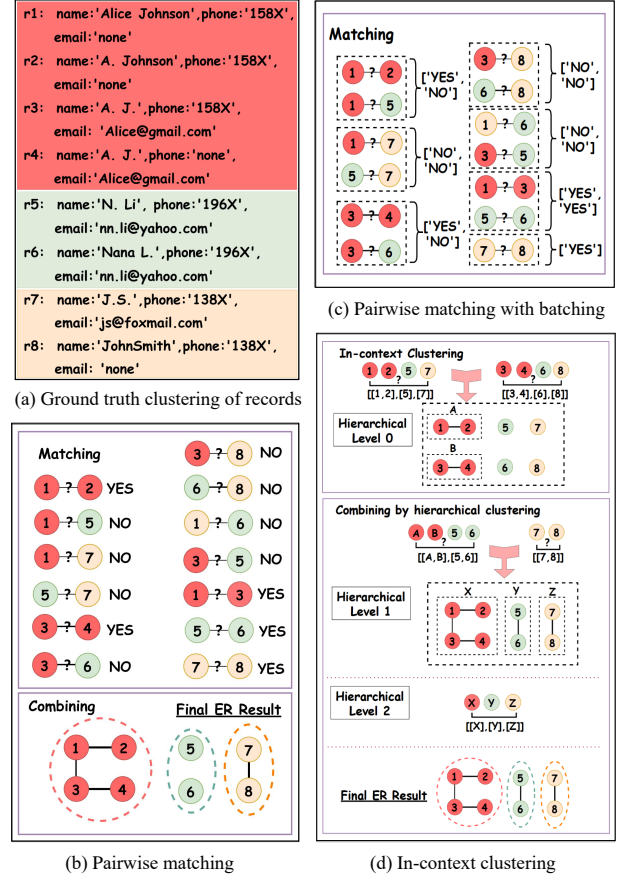 r1: name:'Alice Johnson',phone:'158X',
email:'none'
r2: name:'A. Johnson',phone:'158X',
email:'none'
r3: name:'A. J.',phone:'158X',
email: 'Alice@gmail.com'
r4: name:'A. J.',phone:'none',
email:'Alice@gmail.com'
r5: name:'N. Li', phone:'196X',
email:'nn.li@yahoo.com'
r6: name:'Nana L.',phone:'196X',
email:'nn.li@yahoo.com'
r7: name:'J.S.',phone:'138X',
email:'js@foxmail.com'
r8: name:'JohnSmith',phone:'138X',
email: 'none'
(a) Ground truth clustering of records
Matching
1 ? 2 YES
1 ? 5 NO
1 ? 7 NO
5 ? 7 NO
3 ? 4 YES
3 ? 6 NO
3 ? 8 NO
6 ? 8 NO
1 ? 6 NO
3 ? 5 NO
1 ? 3 YES
5 ? 6 YES
7 ? 8 YES
Combining
Final ER Result
1 2 5 7
3 4 6 8
(b) Pairwise matching
Matching
1 ? 2
1 ? 5
['YES',
'NO']
1 ? 7
5 ? 7
['NO',
'NO']
3 ? 4
3 ? 6
['YES',
'NO']
3 ? 8
6 ? 8
['NO',
'NO']
1 ? 6
3 ? 5
['NO',
'NO']
1 ? 3
5 ? 6
['YES',
'YES']
7 ? 8
['YES']
(c) Pairwise matching with batching
In-context Clustering
1 2 5 7
?
[[1,2],[5],[7]]
3 4 6 8
?
[[3,4],[6],[8]]
Hierarchical
Level 0
A
1 2 5 7
B
3 4 6 8
Combining by hierarchical clustering
A B 5 6
?
[[A,B],[5,6]]
7 8
?
[[7,8]]
Hierarchical
Level 1
X Y Z
1 2 5 7
3 4 6 8
Hierarchical
Level 2
X Y Z
[[X],[Y],[Z]]
Final ER Result
1 2 5 7
3 4 6 8
(d) In-context clustering